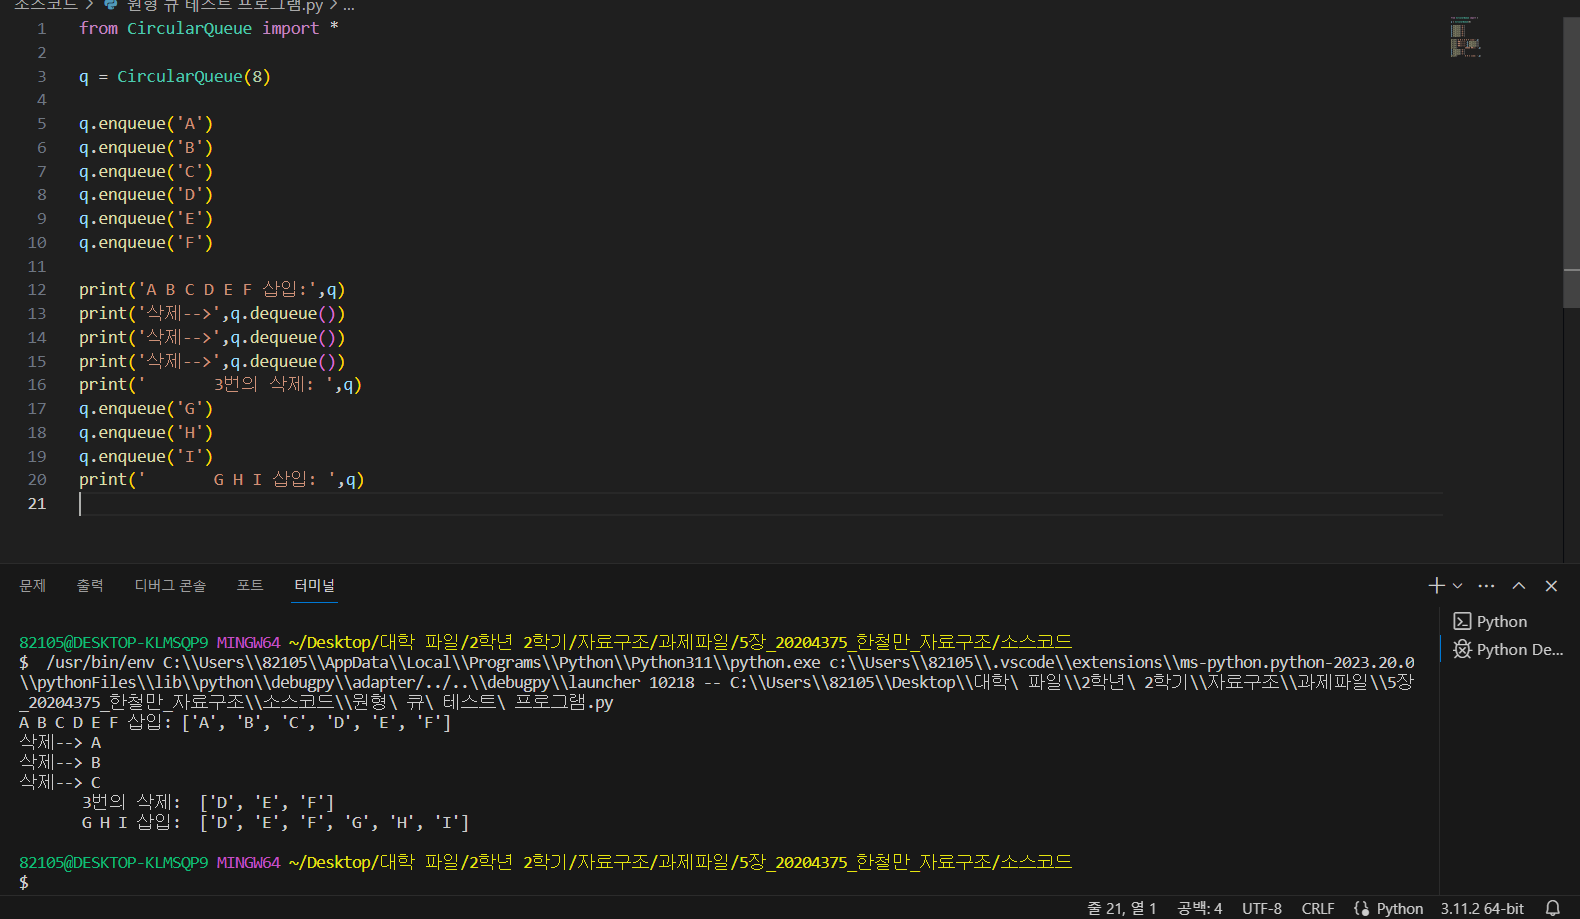 소스코드 > 원형 큐 테스트 프로그램.py > ...
1 from CircularQueue import *
2
3 q = CircularQueue(8)
4
5 q.enqueue('A')
6 q.enqueue('B')
7 q.enqueue('C')
8 q.enqueue('D')
9 q.enqueue('E')
10 q.enqueue('F')
11
12 print('A B C D E F 삽입:',q)
13 print('삭제-->',q.dequeue())
14 print('삭제-->',q.dequeue())
15 print('삭제-->',q.dequeue())
16 print('       3번의 삭제: ',q)
17 q.enqueue('G')
18 q.enqueue('H')
19 q.enqueue('I')
20 print('       G H I 삽입: ',q)
21
문제 출력 디버그 콘솔 포트 터미널
Python
Python De...
82105@DESKTOP-KLMSQP9 MINGW64 ~/Desktop/대학 파일/2학년 2학기/자료구조/과제파일/5장_20204375_한철만_자료구조/소스코드
$  /usr/bin/env C:\\Users\\82105\\AppData\\Local\\Programs\\Python\\Python311\\python.exe c:\\Users\\82105\\.vscode\\extensions\\ms-python.python-2023.20.0
\\pythonFiles\\lib\\python\\debugpy\\adapter/../..\\debugpy\\launcher 10218 -- C:\\Users\\82105\\Desktop\\대학\ 파일\\2학년\ 2학기\\자료구조\\과제파일\\5장
_20204375_한철만_자료구조\\소스코드\\원형\ 큐\ 테스트\ 프로그램.py
A B C D E F 삽입: ['A', 'B', 'C', 'D', 'E', 'F']
삭제--> A
삭제--> B
삭제--> C
       3번의 삭제:  ['D', 'E', 'F']
       G H I 삽입:  ['D', 'E', 'F', 'G', 'H', 'I']
82105@DESKTOP-KLMSQP9 MINGW64 ~/Desktop/대학 파일/2학년 2학기/자료구조/과제파일/5장_20204375_한철만_자료구조/소스코드
$
줄 21, 열 1 공백: 4 UTF-8 CRLF Python 3.11.2 64-bit